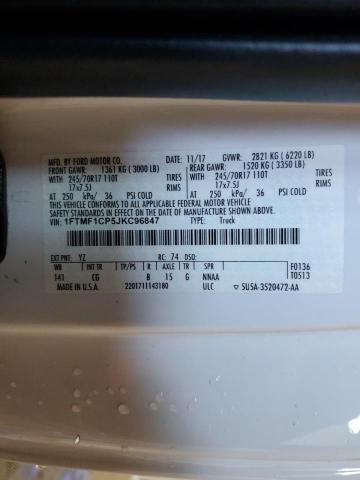 MFD. BY FORD MOTOR CO.
DATE: 11/17 GVWR: 2821 KG ( 6220 LB)
FRONT GAWR: 1361 KG ( 3000 LB) REAR GAWR: 1520 KG ( 3350 LB)
WITH 245/70R17 110T TIRES WITH 245/70R17 110T TIRES
17x7.5J RIMS 17x7.5J RIMS
AT 250 kPa/ 36 PSI COLD AT 250 kPa/ 36 PSI COLD
THIS VEHICLE CONFORMS TO ALL APPLICABLE FEDERAL MOTOR VEHICLE
SAFETY AND THEFT PREVENTION STANDARDS IN EFFECT ON THE DATE OF MANUFACTURE SHOWN ABOVE.
VIN: 1FTMF1CP5JKC96847 TYPE: Truck
EXT PNT: YZ RC: 74 DSO:
WB INT TR TP/PS R AXLE TR SPR F0136
141 CG B 15 G NNAA T0513
MADE IN U.S.A. 2201711143180 ULC 5U5A-3520472-AA